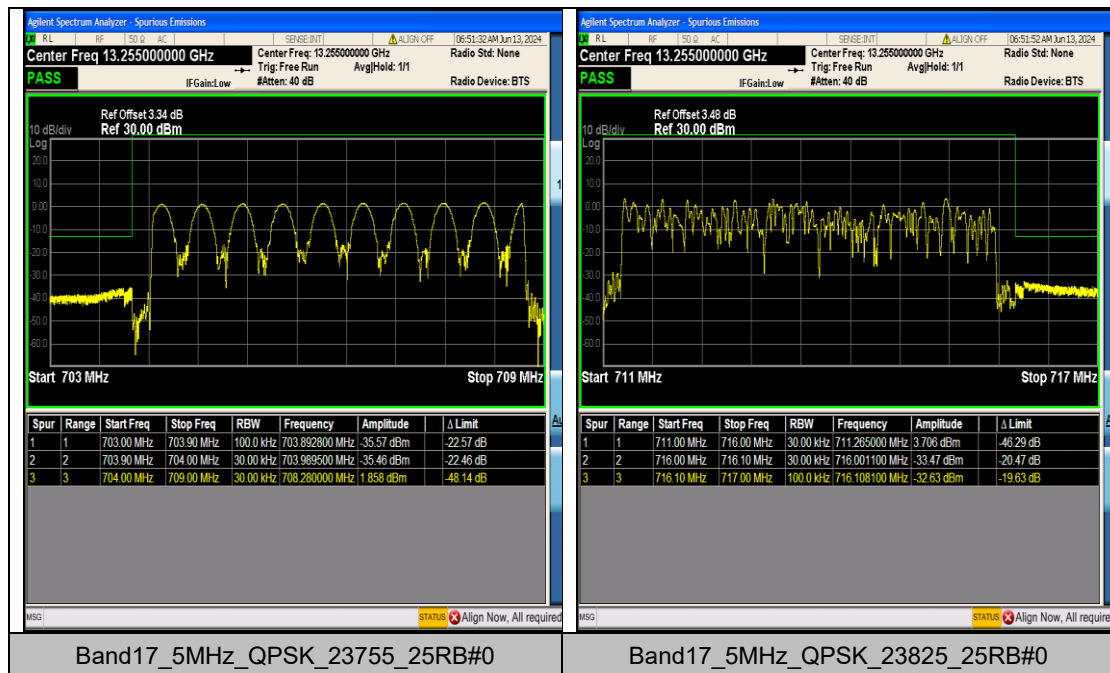 Agilent Spectrum Analyzer - Spurious Emissions
RL RF 50 Ω AC SENSE:INT ALIGN OFF 06:51:32 AM Jun 13, 2024
Center Freq 13.255000000 GHz
Center Freq: 13.255000000 GHz
Radio Std: None
Trig: Free Run Avg|Hold: 1/1
PASS
IFGain:Low
#Atten: 40 dB
Radio Device: BTS
Ref Offset 3.34 dB
10 dB/div Ref 30.00 dBm
Log
20.0
10.0
0.00
-10.0
-20.0
-30.0
-40.0
-50.0
-60.0
Start 703 MHz Stop 709 MHz
Spur Range Start Freq Stop Freq RBW Frequency Amplitude Δ Limit
1 1 703.00 MHz 703.90 MHz 100.0 kHz 703.892800 MHz -35.57 dBm -22.57 dB
2 2 703.90 MHz 704.00 MHz 30.00 kHz 703.989500 MHz -35.46 dBm -22.46 dB
3 3 704.00 MHz 709.00 MHz 30.00 kHz 708.280000 MHz 1.858 dBm -48.14 dB
MSG STATUS Align Now, All required
Band17_5MHz_QPSK_23755_25RB#0
Agilent Spectrum Analyzer - Spurious Emissions
RL RF 50 Ω AC SENSE:INT ALIGN OFF 06:51:52 AM Jun 13, 2024
Center Freq 13.255000000 GHz
Center Freq: 13.255000000 GHz
Radio Std: None
Trig: Free Run Avg|Hold: 1/1
PASS
IFGain:Low
#Atten: 40 dB
Radio Device: BTS
Ref Offset 3.48 dB
10 dB/div Ref 30.00 dBm
Log
20.0
10.0
0.00
-10.0
-20.0
-30.0
-40.0
-50.0
-60.0
Start 711 MHz Stop 717 MHz
Spur Range Start Freq Stop Freq RBW Frequency Amplitude Δ Limit
1 1 711.00 MHz 716.00 MHz 30.00 kHz 711.265000 MHz 3.706 dBm -46.29 dB
2 2 716.00 MHz 716.10 MHz 30.00 kHz 716.001100 MHz -33.47 dBm -20.47 dB
3 3 716.10 MHz 717.00 MHz 100.0 kHz 716.108100 MHz -32.63 dBm -19.63 dB
MSG STATUS Align Now, All require
Band17_5MHz_QPSK_23825_25RB#0